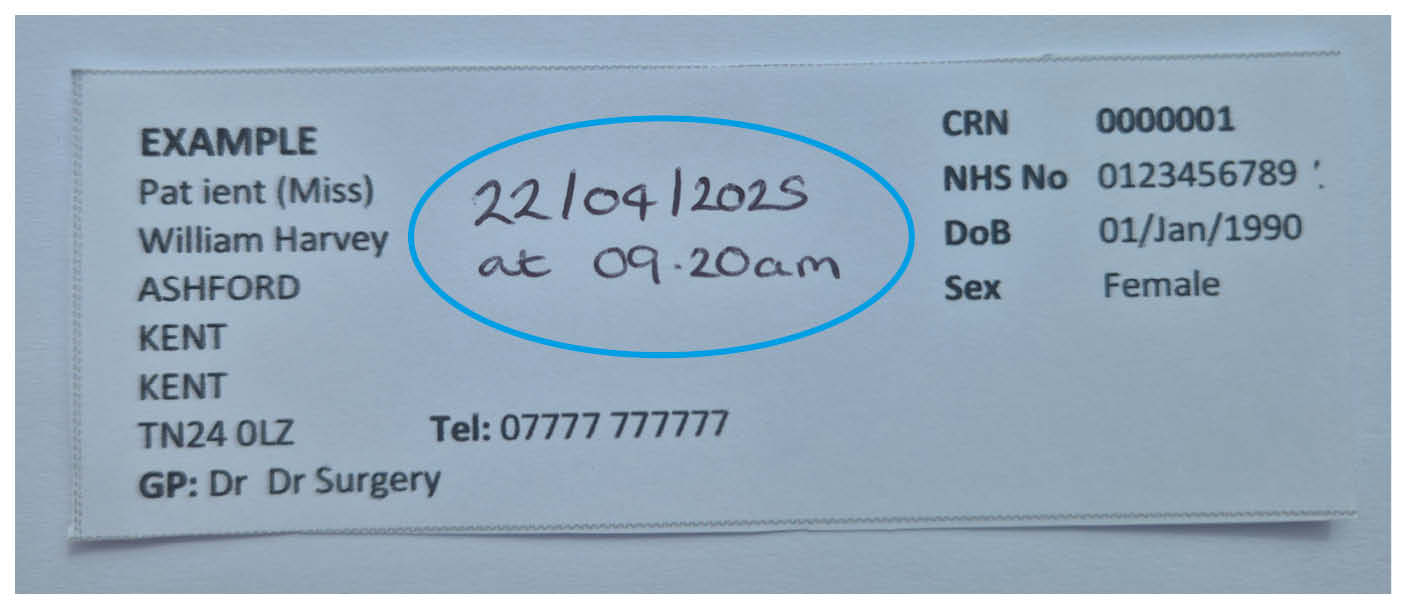 EXAMPLE
Pat ient (Miss)
William Harvey
ASHFORD
KENT
KENT
TN24 0LZ
GP: Dr  Dr Surgery
22/04/2025
at 09.20am
Tel: 07777 777777
CRN 0000001
NHS No 0123456789
DoB 01/Jan/1990
Sex Female